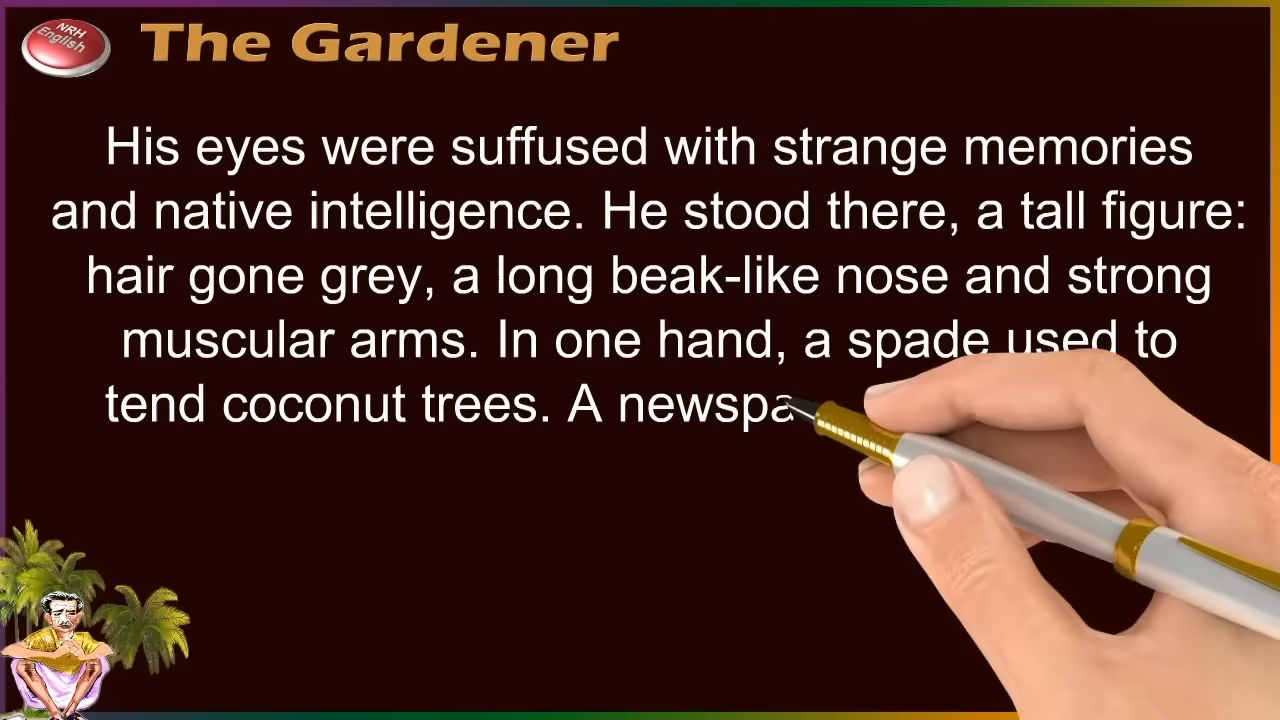 NRH
English
The Gardener
His eyes were suffused with strange memories
and native intelligence. He stood there, a tall figure:
hair gone grey, a long beak-like nose and strong
muscular arms. In one hand, a spade used to
tend coconut trees. A newspa